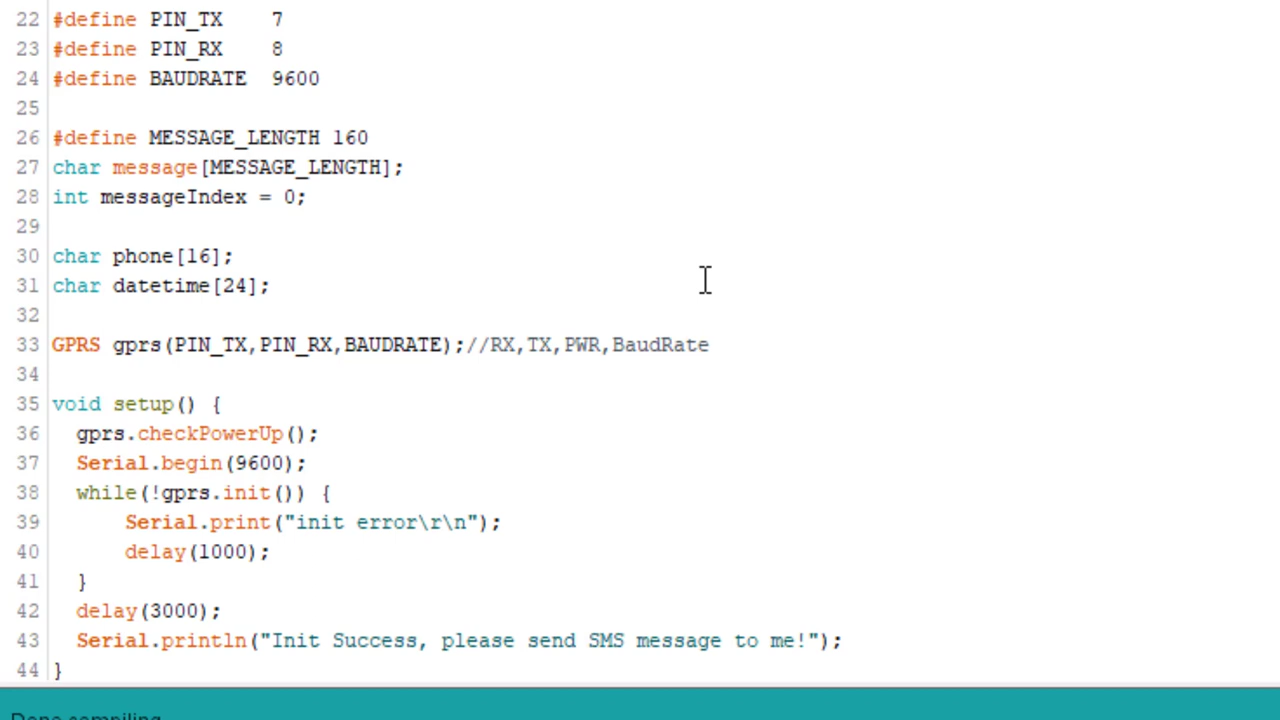 22 #define PIN_TX    7
23 #define PIN_RX    8
24 #define BAUDRATE  9600
25
26 #define MESSAGE_LENGTH 160
27 char message[MESSAGE_LENGTH];
28 int messageIndex = 0;
29
30 char phone[16];
31 char datetime[24];
32
33 GPRS gprs(PIN_TX,PIN_RX,BAUDRATE);//RX,TX,PWR,BaudRate
34
35 void setup() {
36   gprs.checkPowerUp();
37   Serial.begin(9600);
38   while(!gprs.init()) {
39       Serial.print("init error\r\n");
40       delay(1000);
41   }
42   delay(3000);
43   Serial.println("Init Success, please send SMS message to me!");
44 }
Done compiling.